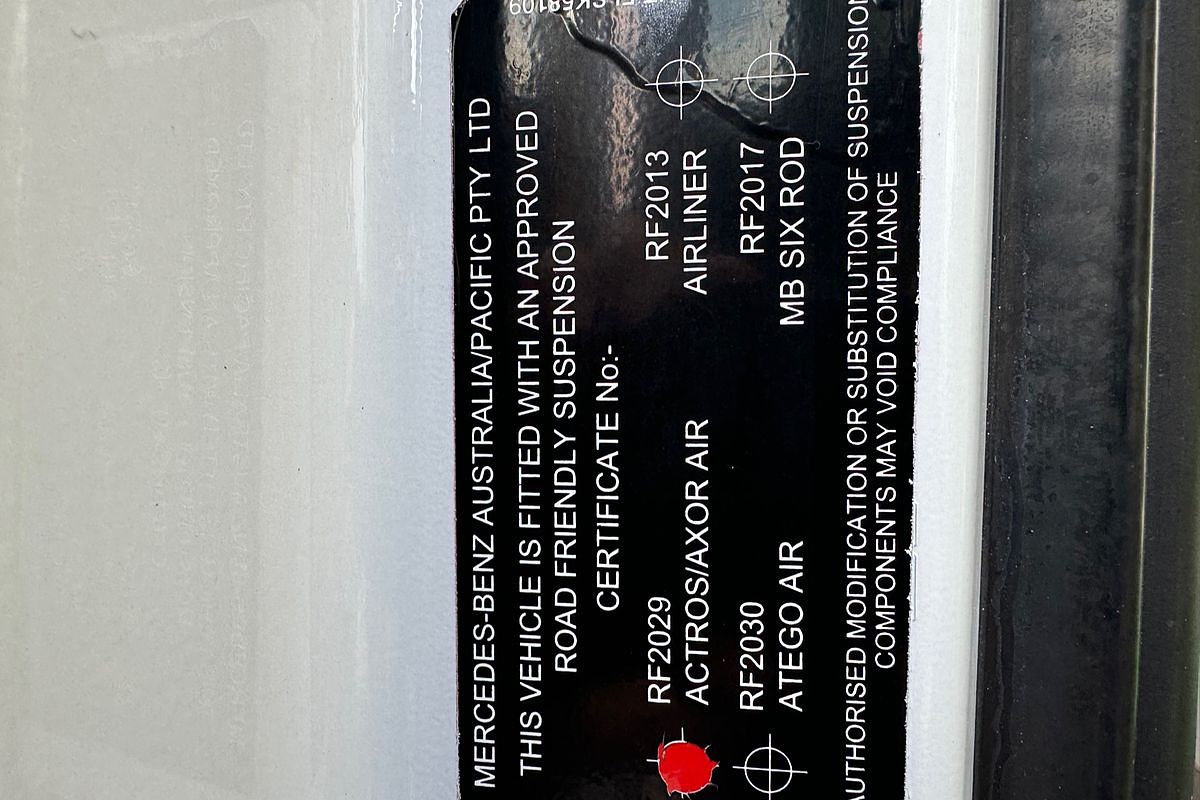 MERCEDES-BENZ AUSTRALIA/PACIFIC PTY LTD
THIS VEHICLE IS FITTED WITH AN APPROVED
ROAD FRIENDLY SUSPENSION
CERTIFICATE No:-
RF2029 RF2013
ACTROS/AXOR AIR AIRLINER
RF2030 RF2017
ATEGO AIR MB SIX ROD
AUTHORISED MODIFICATION OR SUBSTITUTION OF SUSPENSION
COMPONENTS MAY VOID COMPLIANCE